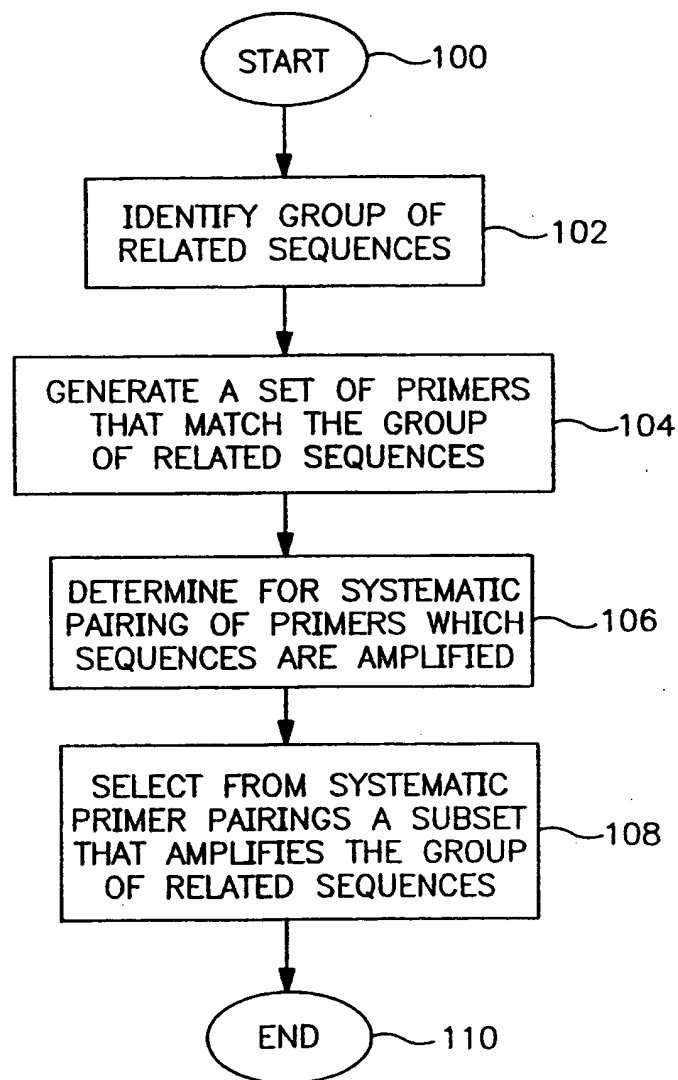 START
100
IDENTIFY GROUP OF
RELATED SEQUENCES
102
GENERATE A SET OF PRIMERS
THAT MATCH THE GROUP
OF RELATED SEQUENCES
104
DETERMINE FOR SYSTEMATIC
PAIRING OF PRIMERS WHICH
SEQUENCES ARE AMPLIFIED
106
SELECT FROM SYSTEMATIC
PRIMER PAIRINGS A SUBSET
THAT AMPLIFIES THE GROUP
OF RELATED SEQUENCES
108
END
110